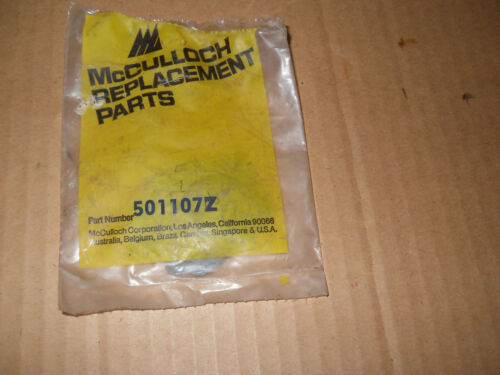 McCULLOCH
REPLACEMENT
PARTS
Part Number 501107Z
McCulloch Corporation, Los Angeles, California 90066
Australia, Belgium, Brazil, Canada, Singapore & U.S.A.